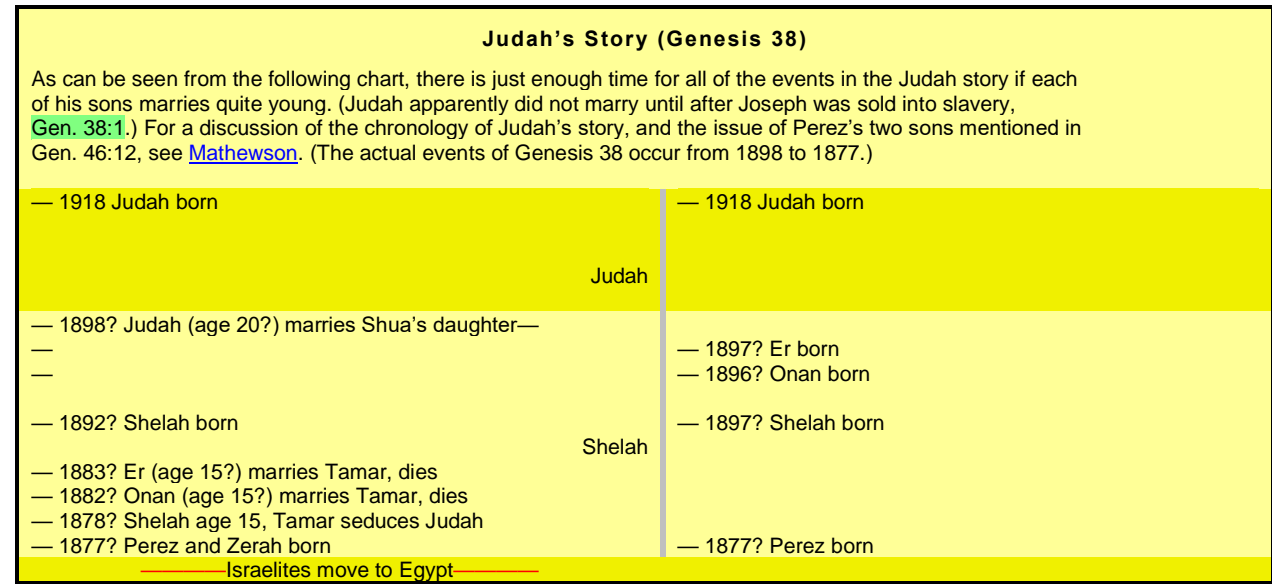 Judah's Story (Genesis 38)
As can be seen from the following chart, there is just enough time for all of the events in the Judah story if each
of his sons marries quite young. (Judah apparently did not marry until after Joseph was sold into slavery,
Gen. 38:1.) For a discussion of the chronology of Judah's story, and the issue of Perez's two sons mentioned in
Gen. 46:12, see Mathewson. (The actual events of Genesis 38 occur from 1898 to 1877.)
— 1918 Judah born
Judah
— 1898? Judah (age 20?) marries Shua's daughter—
—
—
— 1892? Shelah born
Shelah
— 1883? Er (age 15?) marries Tamar, dies
— 1882? Onan (age 15?) marries Tamar, dies
— 1878? Shelah age 15, Tamar seduces Judah
— 1877? Perez and Zerah born
— 1918 Judah born
— 1897? Er born
— 1896? Onan born
— 1897? Shelah born
— 1877? Perez born
————Israelites move to Egypt————